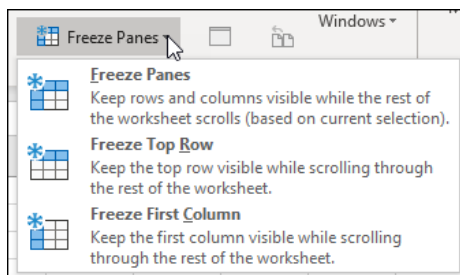 Windows
Freeze Panes
Freeze Panes
Keep rows and columns visible while the rest of
the worksheet scrolls (based on current selection).
Freeze Top Row
Keep the top row visible while scrolling through
the rest of the worksheet.
Freeze First Column
Keep the first column visible while scrolling
through the rest of the worksheet.